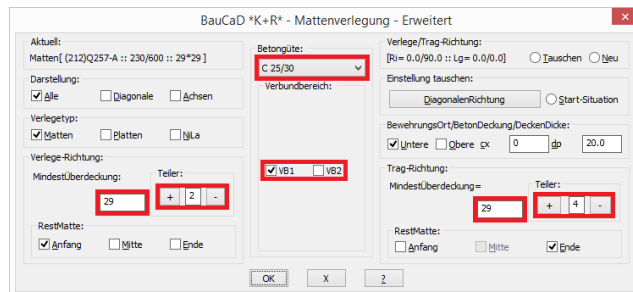 BauCaD *K+R* - Mattenverlegung - Erweitert
x
Aktuell:
Matten[ (212)Q257-A :: 230/600 :: 29*29 ]
Darstellung:
Alle Diagonale Achsen
Verlegetyp:
Matten Platten NiLa
Verlege-Richtung:
MindestÜberdeckung: Teiler:
29 + 2 -
RestMatte:
Anfang Mitte Ende
Betongüte:
C 25/30
Verbundbereich:
VB1 VB2
Verlege/Trag-Richtung:
[Ri= 0.0/90.0 :: Lg= 0.0/0.0] Tauschen Neu
Einstellung tauschen:
DiagonalenRichtung Start-Situation
BewehrungsOrt/BetonDeckung/DeckenDicke:
Untere Obere cx 0 dp 20.0
Trag-Richtung:
MindestÜberdeckung= Teiler:
29 + 4 -
RestMatte:
Anfang Mitte Ende
OK X ?